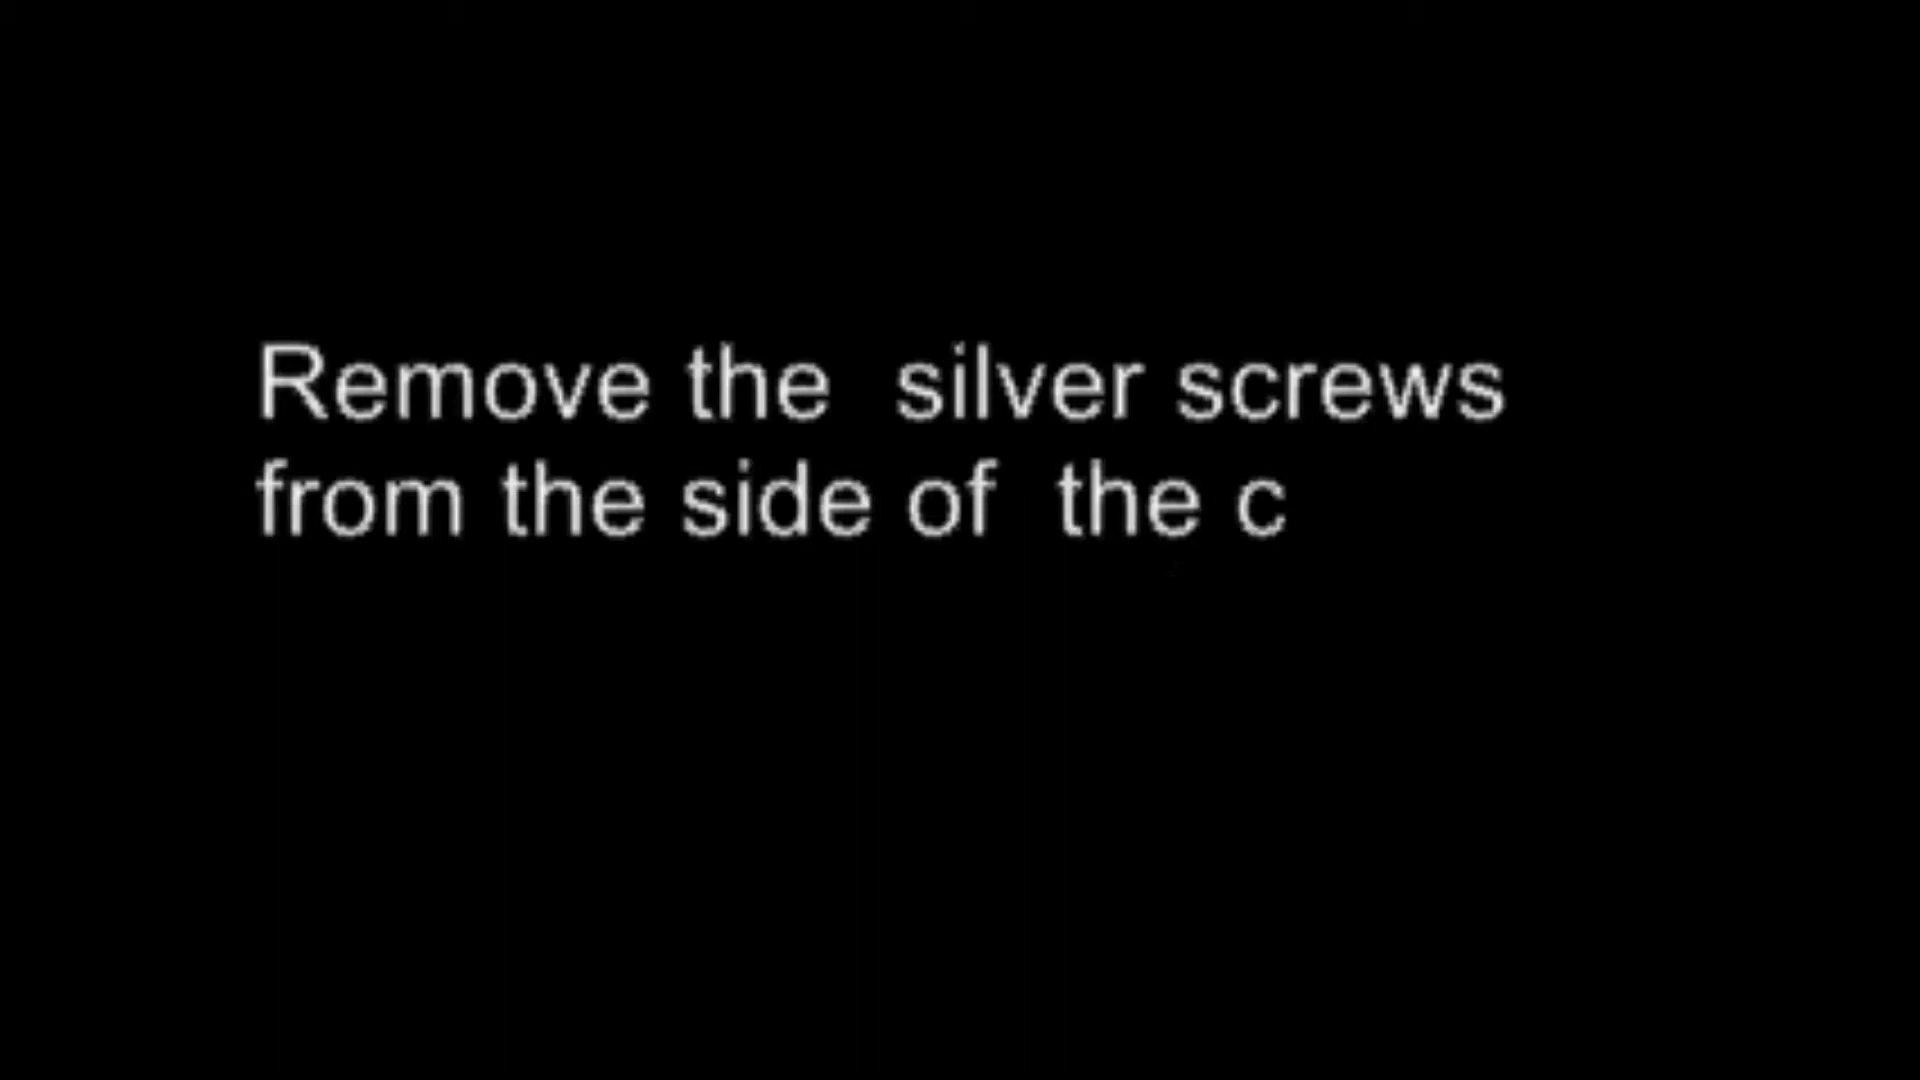 Remove the  silver screws
from the side of  the c